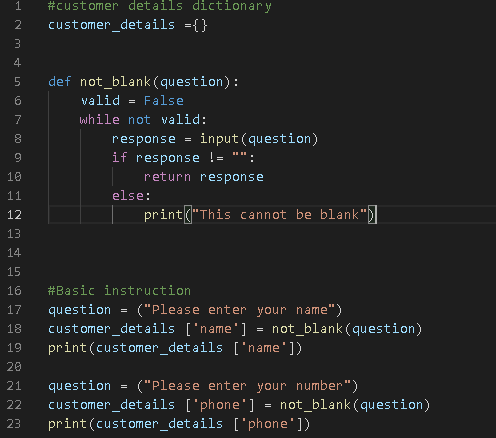 1 #customer details dictionary
2 customer_details ={}
3
4
5 def not_blank(question):
6     valid = False
7     while not valid:
8         response = input(question)
9         if response != "":
10             return response
11         else:
12             print("This cannot be blank")
13
14
15
16 #Basic instruction
17 question = ("Please enter your name")
18 customer_details ['name'] = not_blank(question)
19 print(customer_details ['name'])
20
21 question = ("Please enter your number")
22 customer_details ['phone'] = not_blank(question)
23 print(customer_details ['phone'])